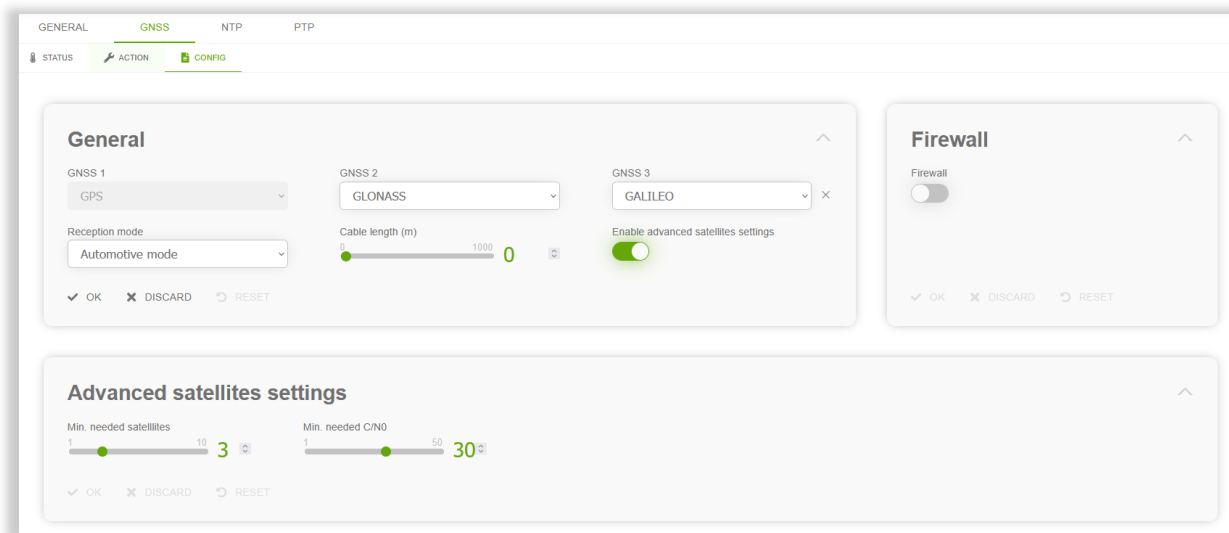 GENERAL GNSS NTP PTP
STATUS ACTION CONFIG
General
GNSS 1 GNSS 2 GNSS 3
GPS GLONASS GALILEO
Reception mode Cable length (m) Enable advanced satellites settings
0 1000
Automotive mode 0
OK DISCARD RESET
Firewall
Firewall
OK DISCARD RESET
Advanced satellites settings
Min. needed satelllites Min. needed C/N0
1 10 3 1 50 30
OK DISCARD RESET